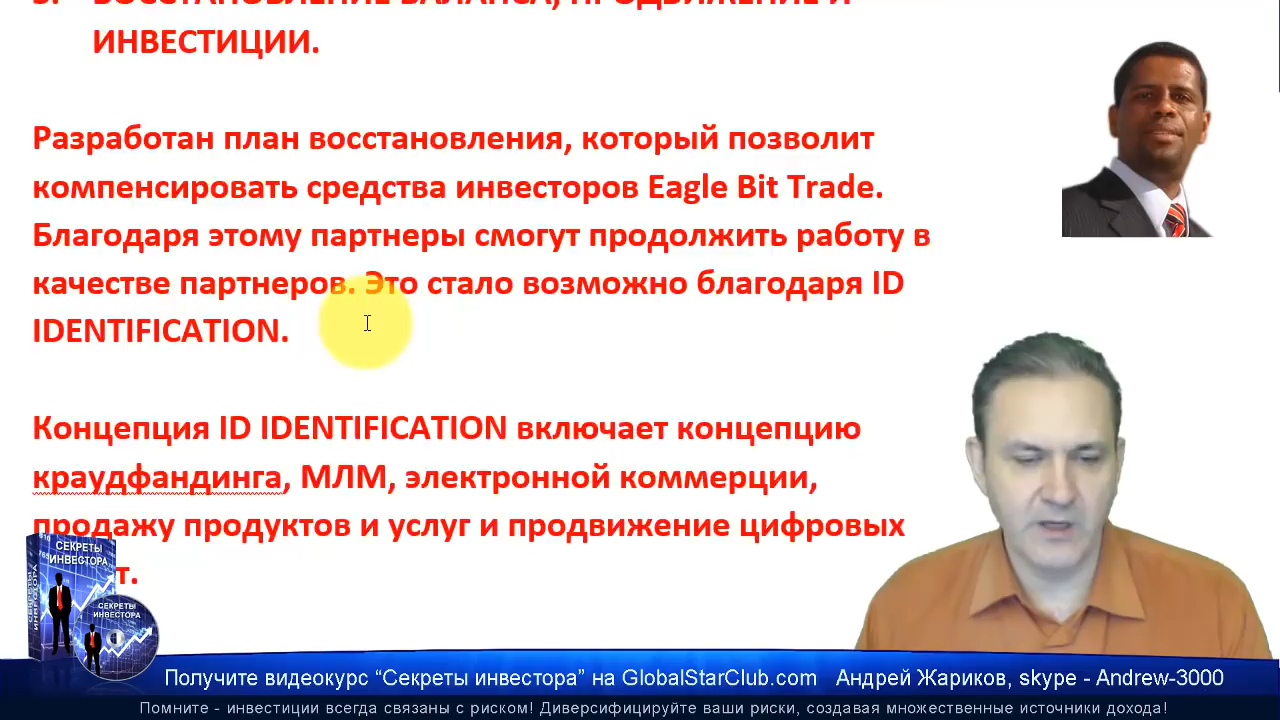 ИНВЕСТИЦИИ.
Разработан план восстановления, который позволит
компенсировать средства инвесторов Eagle Bit Trade.
Благодаря этому партнеры смогут продолжить работу в
качестве партнеров. Это стало возможно благодаря ID
IDENTIFICATION.
Концепция ID IDENTIFICATION включает концепцию
краудфандинга, МЛМ, электронной коммерции,
продажу продуктов и услуг и продвижение цифровых
т.
СЕКРЕТЫ
ИНВЕСТОРА
СЕКРЕТЫ
ИНВЕСТОРА
Получите видеокурс “Секреты инвестора” на GlobalStarClub.com Андрей Жариков, skype - Andrew-3000
Помните - инвестиции всегда связаны с риском! Диверсифицируйте ваши риски, создавая множественные источники дохода!